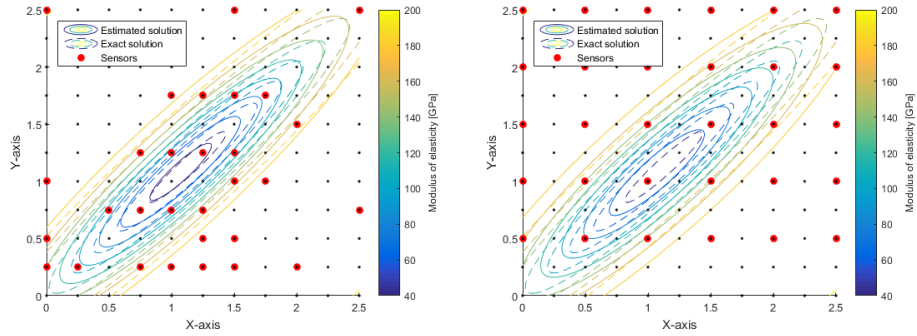 Estimated solution
Exact solution
Sensors
Y-axis
2.5
2
1.5
1
0.5
0
0 0.5 1 1.5 2 2.5
X-axis
200
180
160
140
120
100
80
60
40
Modulus of elasticity [GPa]
Estimated solution
Exact solution
Sensors
Y-axis
2.5
2
1.5
1
0.5
0
0 0.5 1 1.5 2 2.5
X-axis
200
180
160
140
120
100
80
60
40
Modulus of elasticity [GPa]